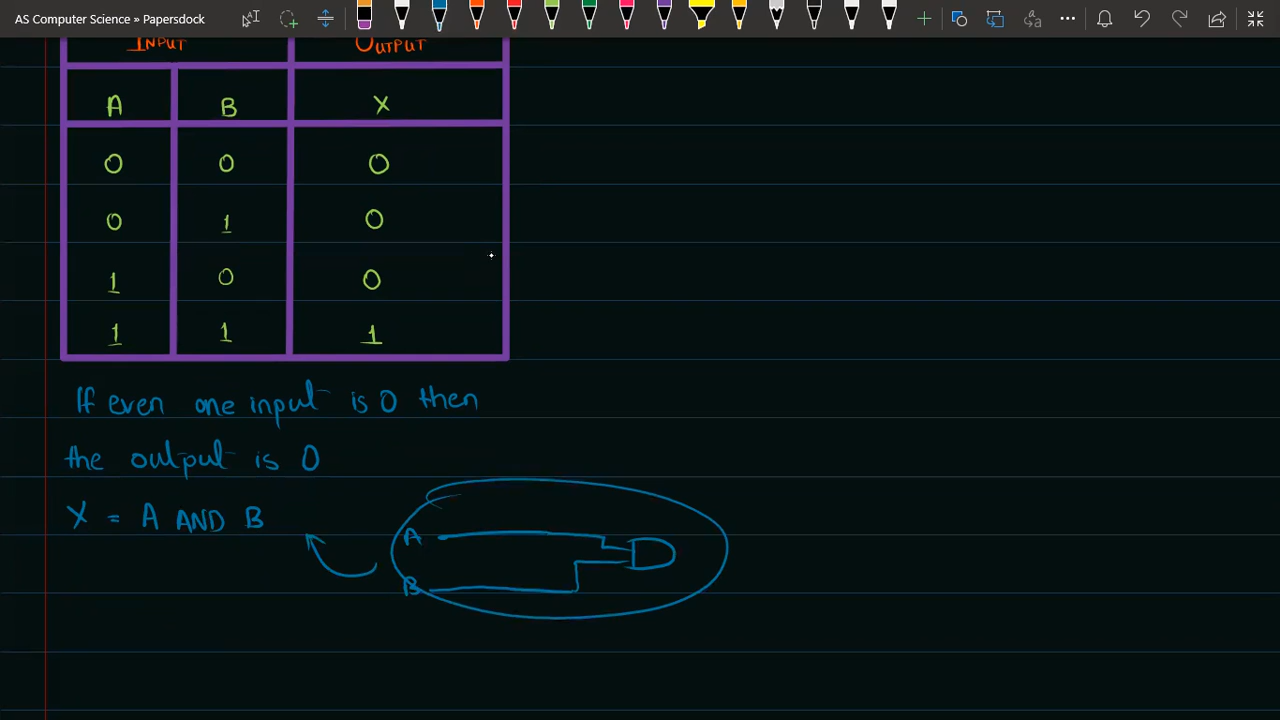 AS Computer Science » Papersdock
INPUT OUTPUT
A B X
0 0 0
0 1 0
1 0 0
1 1 1
If even one input is 0 then
the output is 0
X = A AND B
A
B